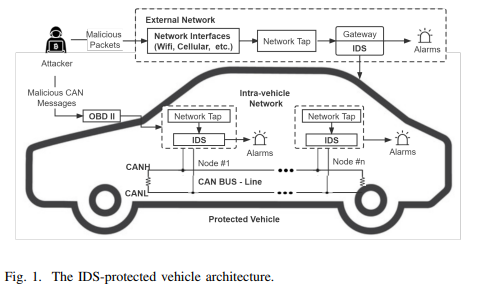 External Network
Malicious
Packets
Network Interfaces
(Wifi, Cellular, etc.)
Network Tap
Gateway
IDS
Alarms
Attacker
Malicious CAN
Messages
OBD II
Intra-vehicle
Network
Network Tap
IDS
Alarms
Network Tap
IDS
Alarms
Node #1
Node #n
CANH
CAN BUS - Line
CANL
Protected Vehicle
Fig. 1. The IDS-protected vehicle architecture.